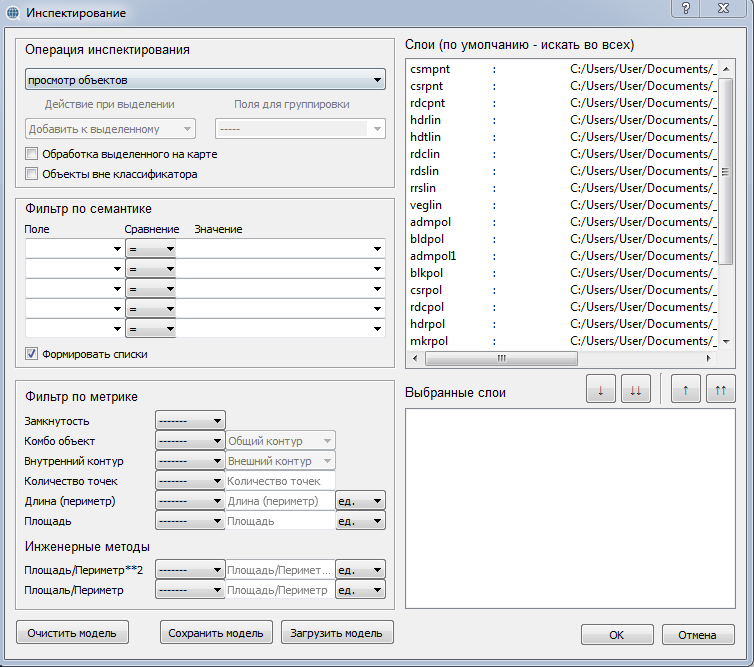 Инспектирование
Операция инспектирования
просмотр объектов
Действие при выделении Поля для группировки
Добавить к выделенному -----
Обработка выделенного на карте
Объекты вне классификатора
Фильтр по семантике
Поле Сравнение Значение
=
=
=
=
=
Формировать списки
Фильтр по метрике
Замкнутость -------
Комбо объект ------- Общий контур
Внутренний контур ------- Внешний контур
Количество точек ------- Количество точек
Длина (периметр) ------- Длина (периметр) ед.
Площадь ------- Площадь ед.
Инженерные методы
Площадь/Периметр**2 ------- Площадь/Перимет... ед.
Площаль/Периметр ------- Площадь/Периметр ед.
Очистить модель Сохранить модель Загрузить модель
Слои (по умолчанию - искать во всех)
csmpnt : C:/Users/User/Documents/_
csrpnt : C:/Users/User/Documents/_
rdcpnt : C:/Users/User/Documents/_
hdrlin : C:/Users/User/Documents/_
hdtlin : C:/Users/User/Documents/_
rdclin : C:/Users/User/Documents/_
rdslin : C:/Users/User/Documents/_
rrslin : C:/Users/User/Documents/_
veglin : C:/Users/User/Documents/_
admpol : C:/Users/User/Documents/_
bldpol : C:/Users/User/Documents/_
admpol1 : C:/Users/User/Documents/_
blkpol : C:/Users/User/Documents/_
csrpol : C:/Users/User/Documents/_
rdcpol : C:/Users/User/Documents/_
hdrpol : C:/Users/User/Documents/_
mkrpol : C:/Users/User/Documents/_
Выбранные слои ↓ ↓↓ ↑ ↑↑
OK Отмена